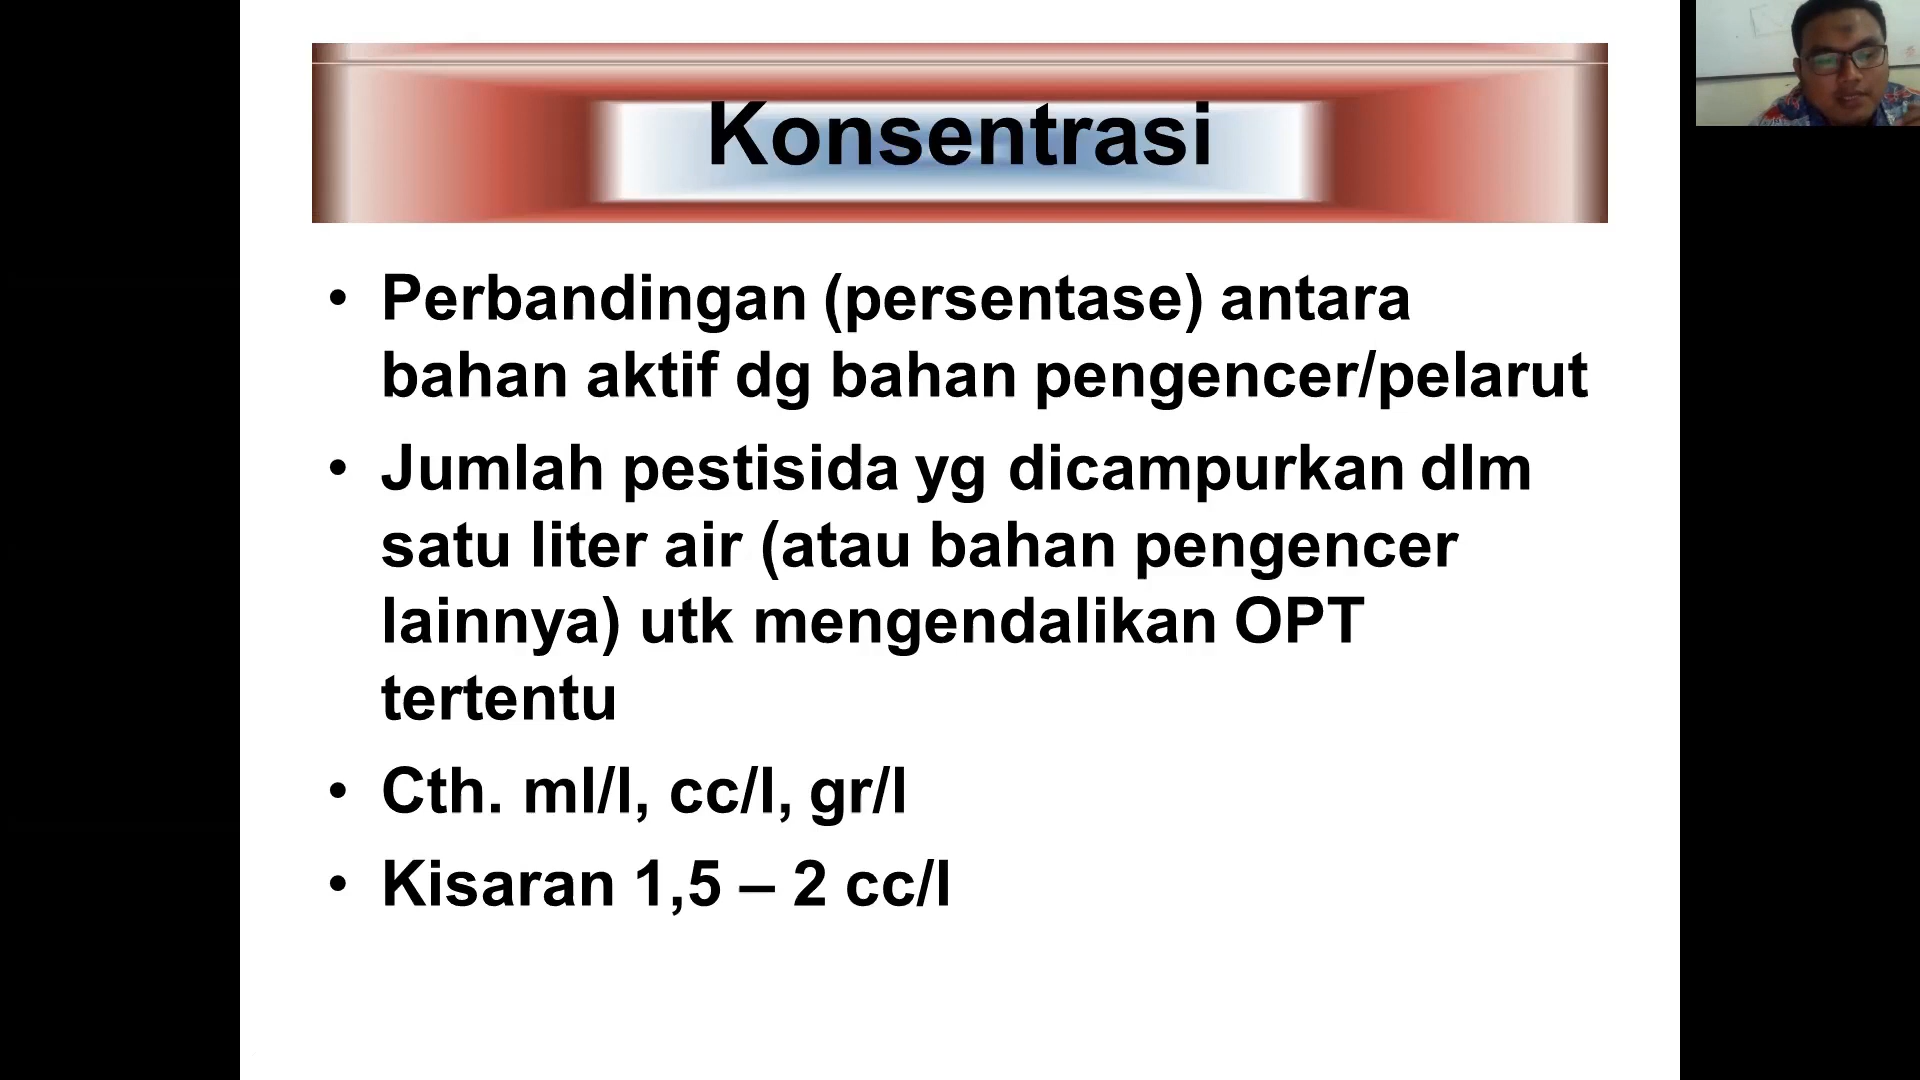 Konsentrasi
• Perbandingan (persentase) antara
bahan aktif dg bahan pengencer/pelarut
• Jumlah pestisida yg dicampurkan dlm
satu liter air (atau bahan pengencer
lainnya) utk mengendalikan OPT
tertentu
• Cth. ml/l, cc/l, gr/l
• Kisaran 1,5 – 2 cc/l